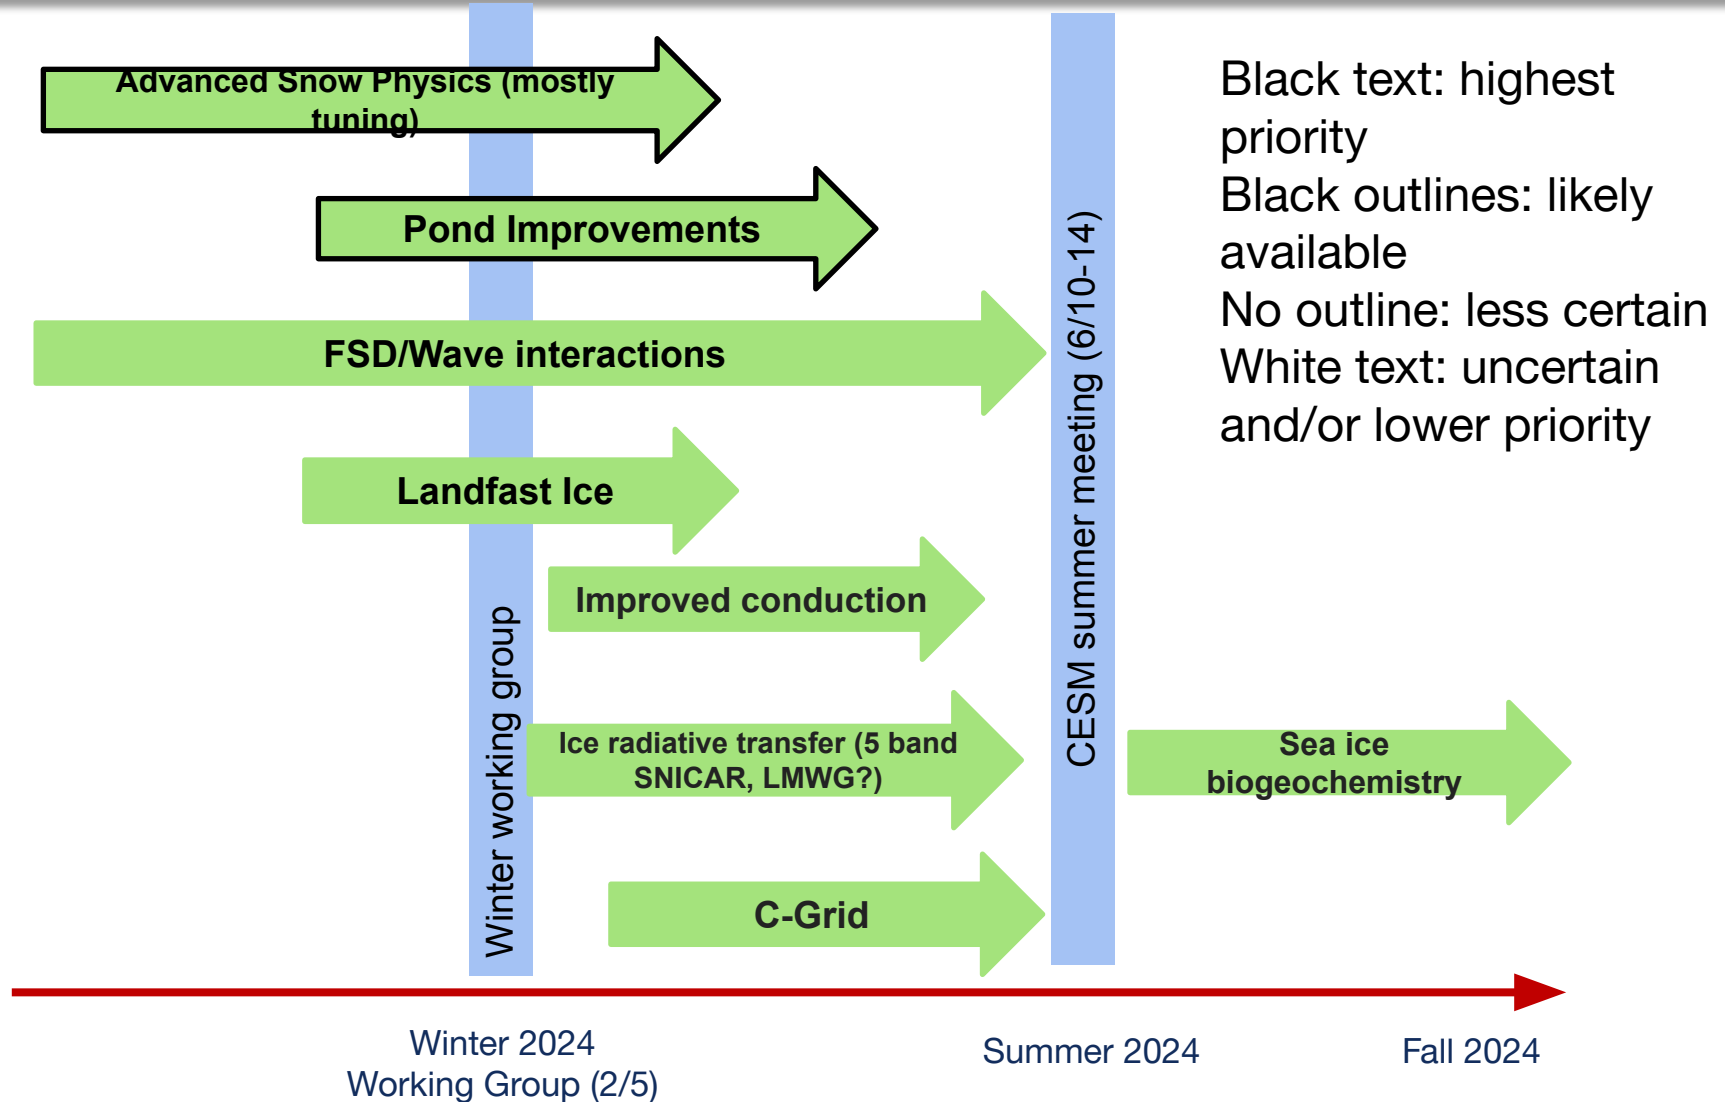 Advanced Snow Physics (mostly
tuning)
Pond Improvements
FSD/Wave interactions
Landfast Ice
Improved conduction
Ice radiative transfer (5 band
SNICAR, LMWG?)
C-Grid
Winter working group
CESM summer meeting (6/10-14)
Sea ice
biogeochemistry
Black text: highest
priority
Black outlines: likely
available
No outline: less certain
White text: uncertain
and/or lower priority
Winter 2024
Working Group (2/5)
Summer 2024
Fall 2024